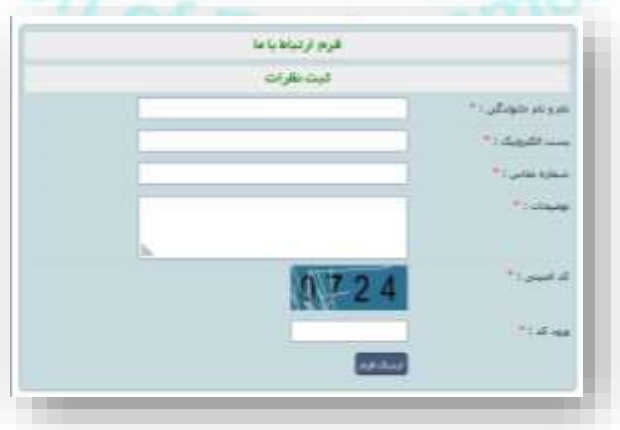 فرم ارتباط با ما
ثبت نظرات
نام و نام خانوادگی : *
پست الکترونیک : *
شماره تماس : *
توضیحات : *
کد امنیتی : *
0724
ورود کد : *
ارسال فرم